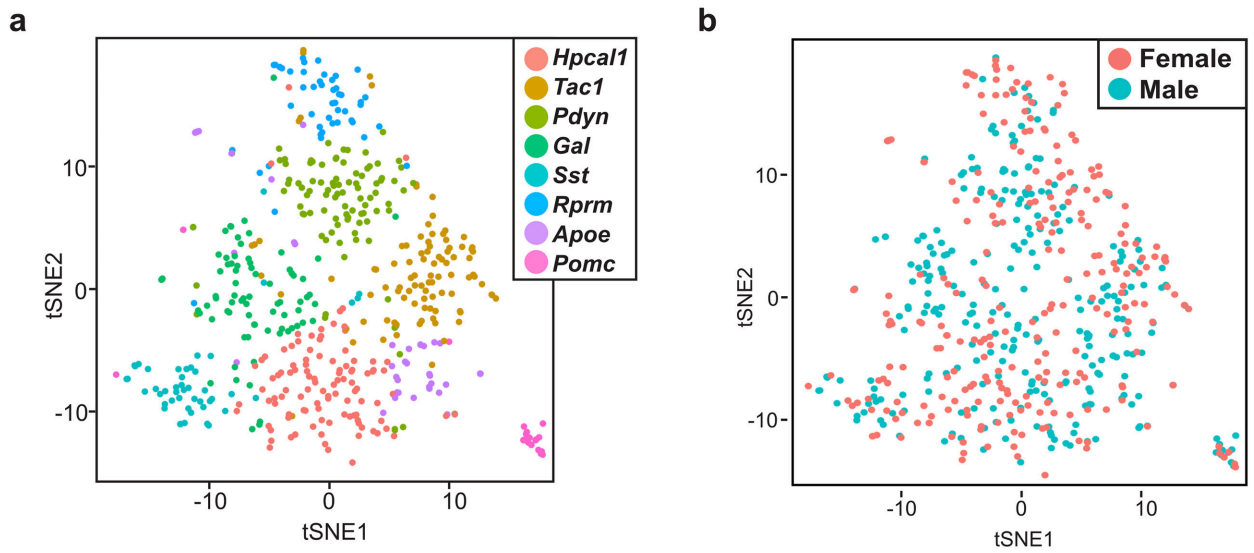 a
Hpcal1
Tac1
Pdyn
Gal
Sst
Rprm
Apoe
Pomc
10
0
-10
tSNE2
-10
0
10
tSNE1
b
Female
Male
10
0
-10
tSNE2
-10
0
10
tSNE1